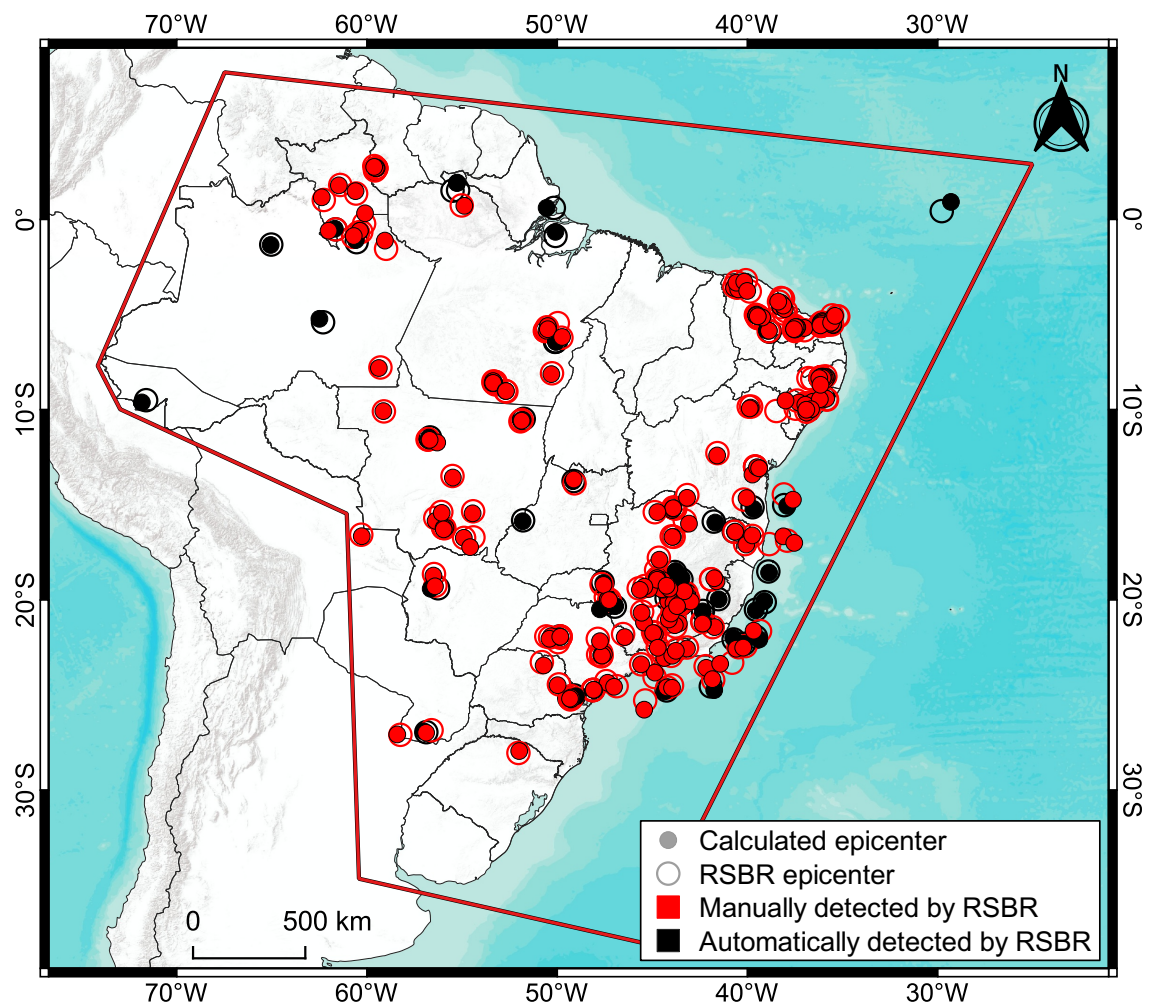 70°W 60°W 50°W 40°W 30°W
N
0° 0°
10°S 10°S
20°S 20°S
30°S 30°S
Calculated epicenter
RSBR epicenter
Manually detected by RSBR
Automatically detected by RSBR
0 500 km
70°W 60°W 50°W 40°W 30°W